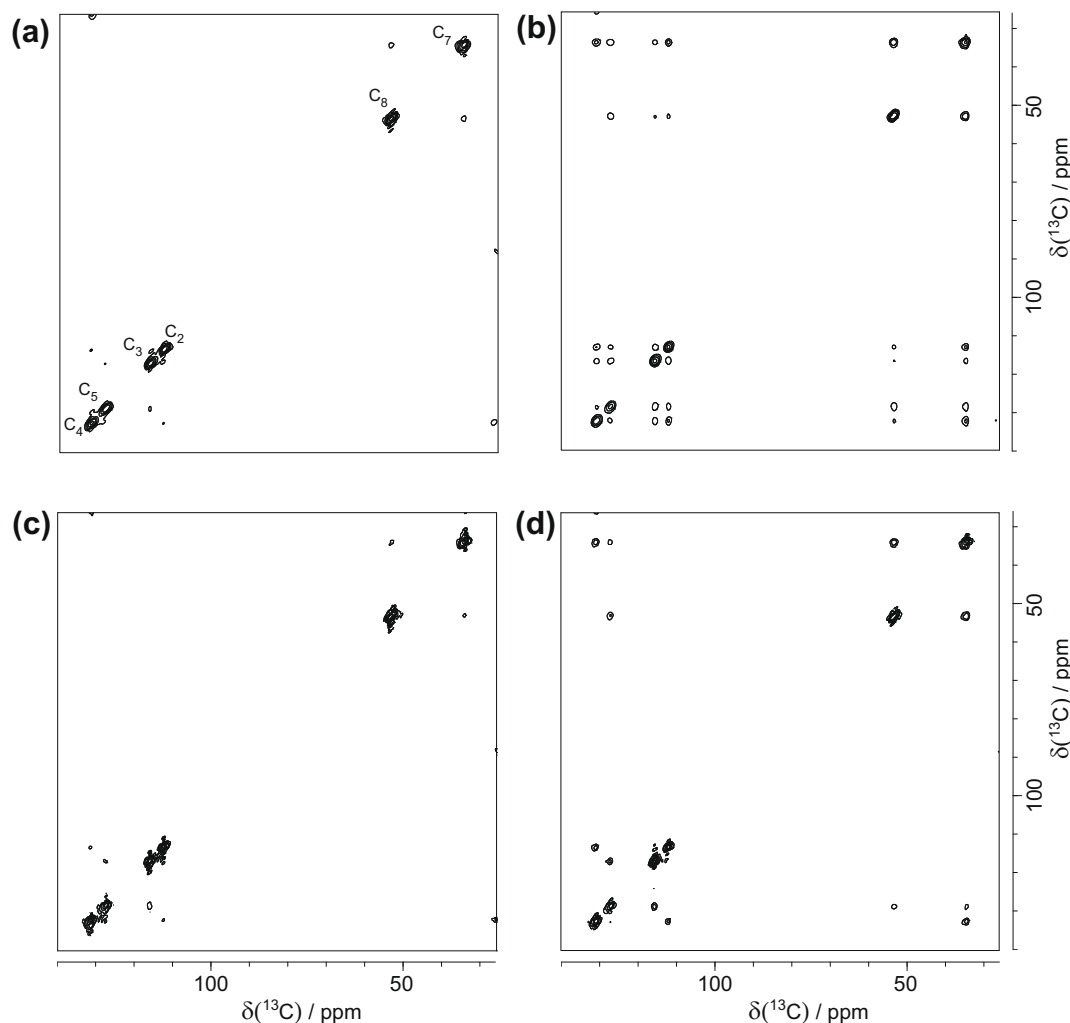 (a)
C7
C8
C2
C3
C5
C4
(b)
50
100
δ(13C) / ppm
(c)
100
50
δ(13C) / ppm
(d)
50
100
δ(13C) / ppm
100
50
δ(13C) / ppm